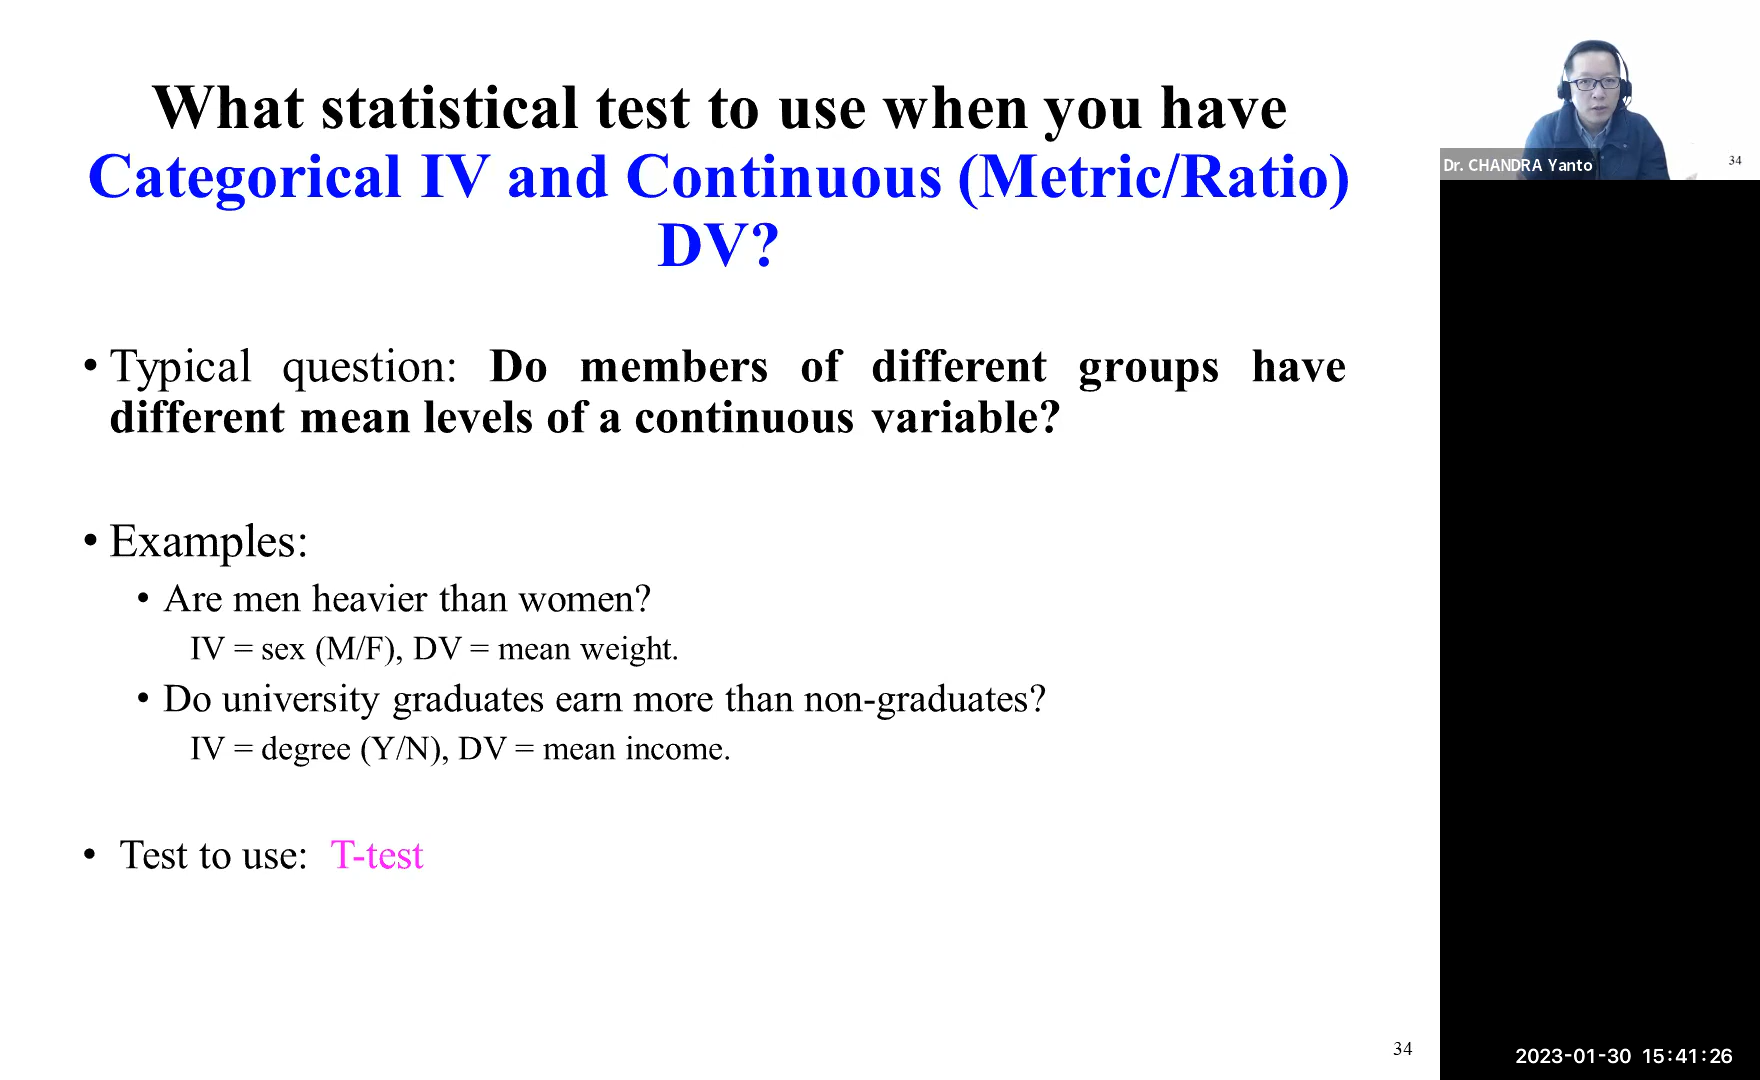 What statistical test to use when you have
Categorical IV and Continuous (Metric/Ratio)
DV?
• Typical question: Do members of different groups have
different mean levels of a continuous variable?
• Examples:
• Are men heavier than women?
IV = sex (M/F), DV = mean weight.
• Do university graduates earn more than non-graduates?
IV = degree (Y/N), DV = mean income.
• Test to use: T-test
34
Dr. CHANDRA Yanto
34
2023-01-30 15:41:26